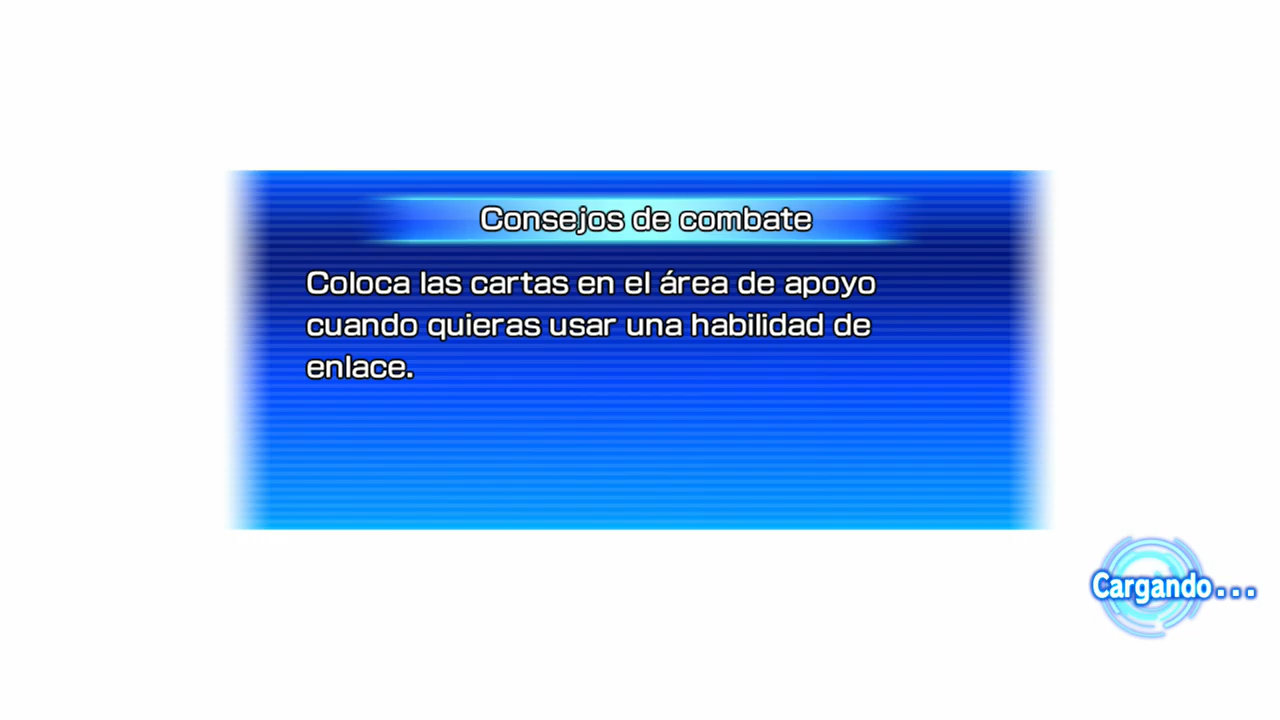 Consejos de combate
Coloca las cartas en el área de apoyo
cuando quieras usar una habilidad de
enlace.
Cargando...